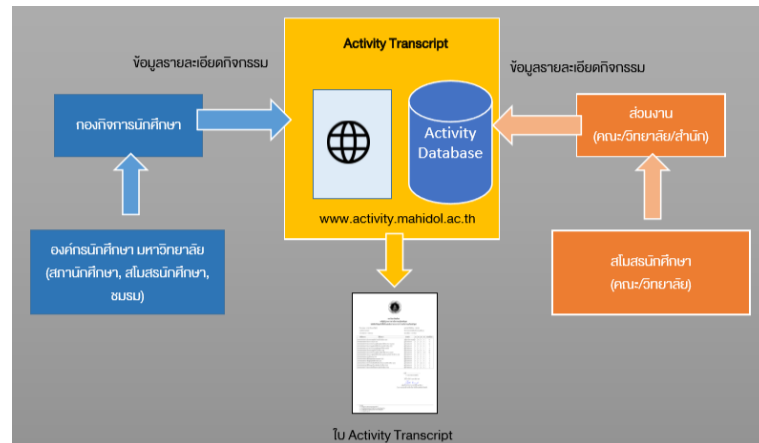 Activity Transcript
ข้อมูลรายละเอียดกิจกรรม
ข้อมูลรายละเอียดกิจกรรม
กองกิจการนักศึกษา
Activity
Database
ส่วนงาน
(คณะ/วิทยาลัย/สำนัก)
www.activity.mahidol.ac.th
องค์กรนักศึกษา มหาวิทยาลัย
(สภานักศึกษา, สโมสรนักศึกษา,
ชมรม)
สโมสรนักศึกษา
(คณะ/วิทยาลัย)
ใบ Activity Transcript